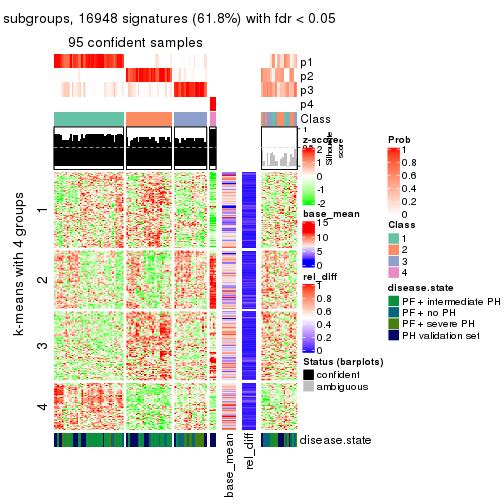 subgroups, 16948 signatures (61.8%) with fdr < 0.05
95 confident samples
p1
p2
p3
p4
Class
1
Silhouette
score
z-score
2
1
0
-1
-2
base_mean
15
10
5
0
rel_diff
1
0.8
0.6
0.4
0.2
0
Status (barplots)
confident
ambiguous
Prob
1
0.8
0.6
0.4
0.2
0
Class
1
2
3
4
disease.state
PF+ intermediate PH
PF+ no PH
PF+ severe PH
PH validation set
k-means with 4 groups
1
2
3
4
disease.state
base_mean
rel_diff